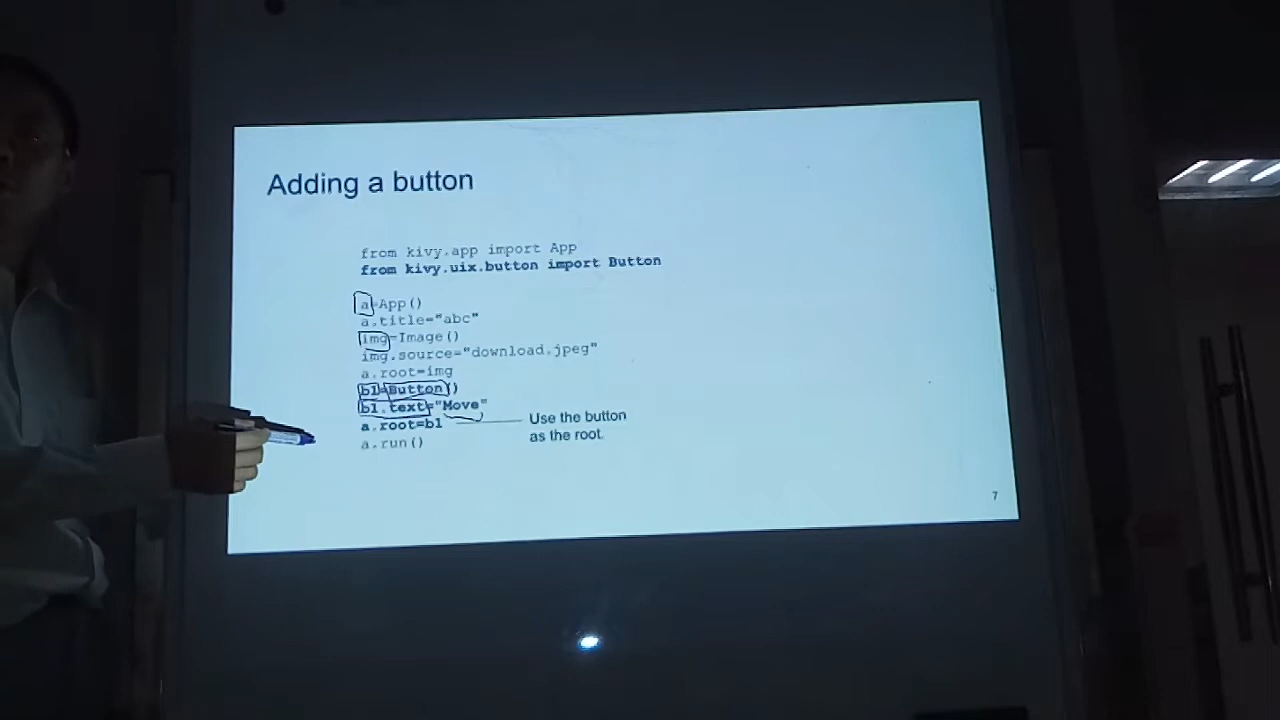 Adding a button
from kivy.app import App
from kivy.uix.button import Button
a=App()
a.title="abc"
img=Image()
img.source="download.jpeg"
a.root=img
b1=Button()
b1.text="Move"
a.root=b1
Use the button
as the root.
a.run()
7